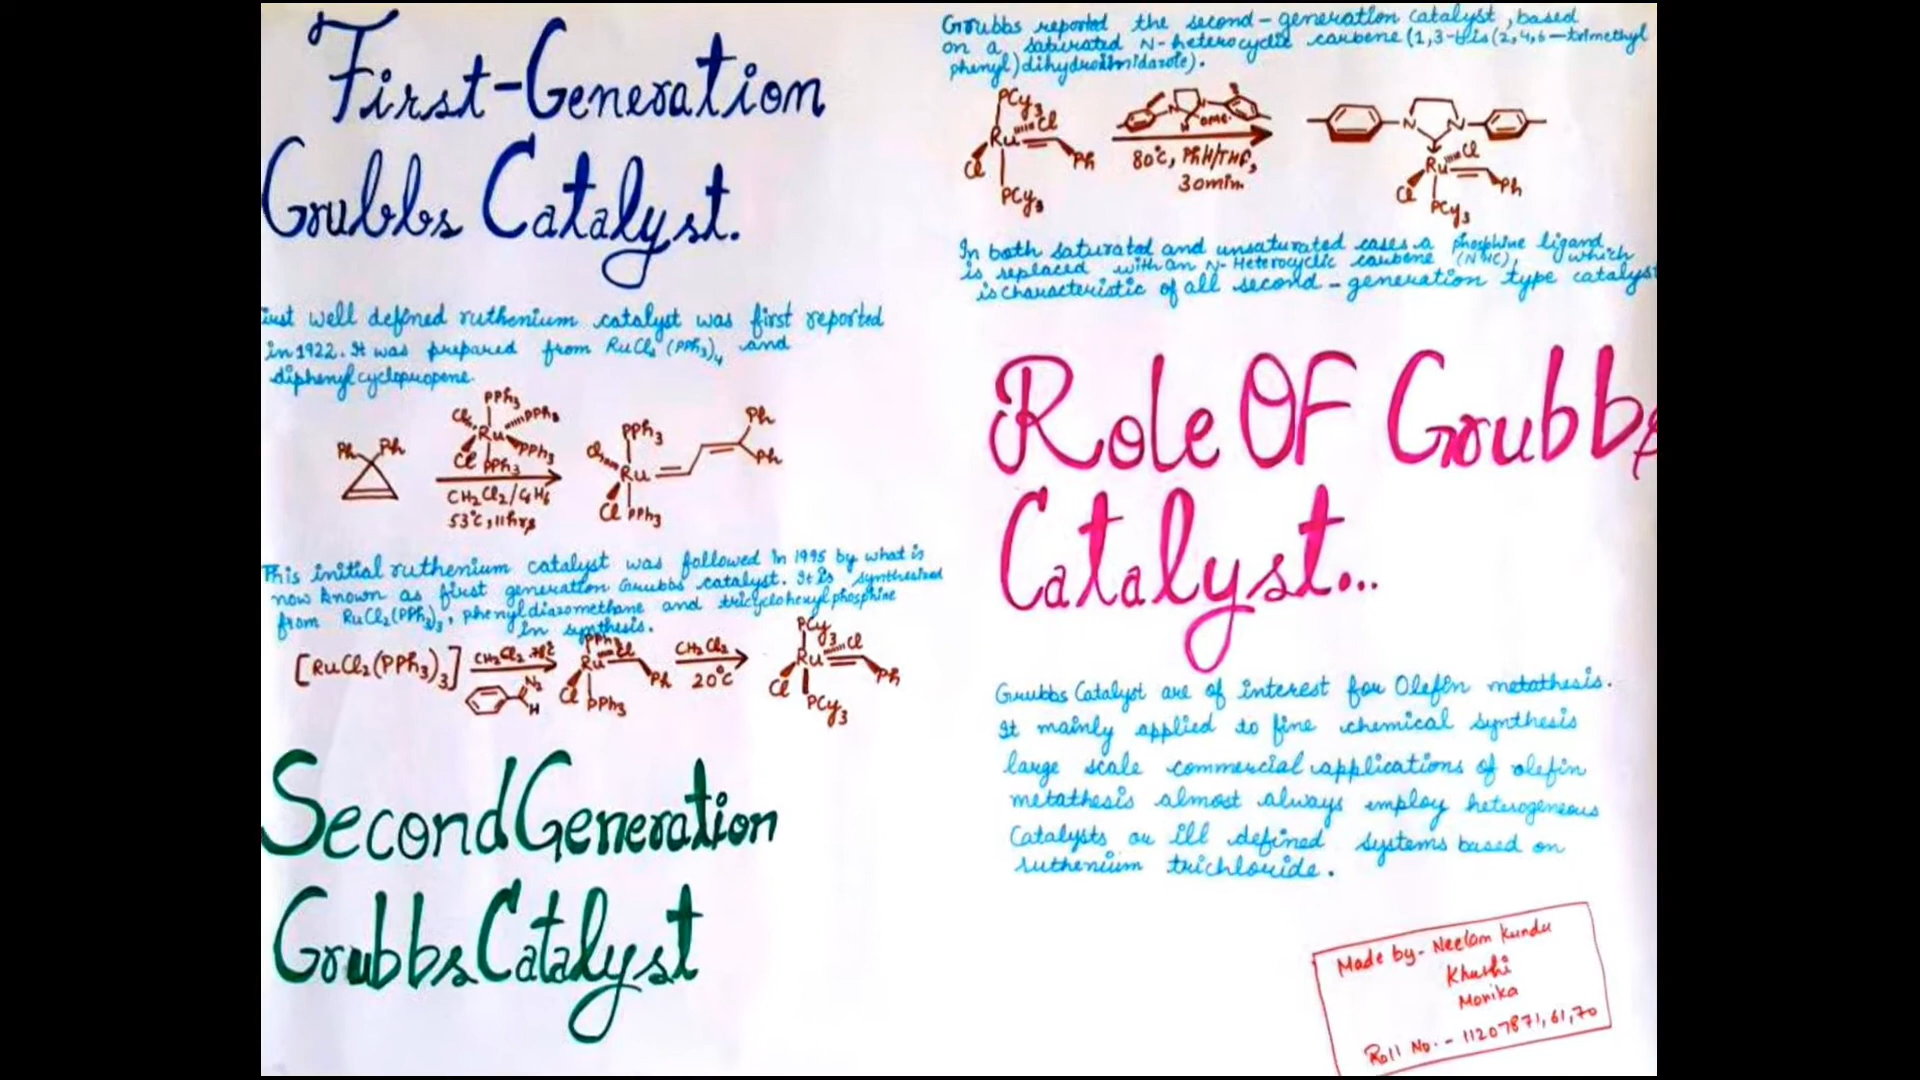 First-Generation
Grubbs Catalyst.
well defined ruthenium catalyst was first reported
in 1922. It was prepared from RuCl2 (PPh3)4 and
diphenylcyclopropene.
Ph Ph
PPh3
Cl PPh3
Ru
PPh3
Cl PPh3
CH2Cl2/C6H6
53°C, 11hrs
PPh3
Cl
Ru
Cl PPh3
Ph
Ph
This initial ruthenium catalyst was followed in 1995 by what is
now known as first generation Grubbs catalyst. It is synthesized
from RuCl2(PPh3)3, phenyldiazomethane and tricyclohexylphosphine
in synthesis.
[RuCl2(PPh3)3]
CH2Cl2 -78°C
N2
H
PPh3
Cl
Ru
Cl PPh3
Ph
CH2Cl2
20°C
PCy3
Cl
Ru
Cl
PCy3
Ph
Second Generation
Grubbs Catalyst
Grubbs reported the second-generation catalyst, based
on a saturated N-heterocyclic carbene (1,3-bis(2,4,6-trimethyl
phenyl)dihydroimidazole).
PCy3
Cl
Ru
Cl
Ph
PCy3
N N
H OMe
80°C, PhH/THF,
30min.
N N
Cl
Ru
Cl
Ph
PCy3
In both saturated and unsaturated cases a phosphine ligand
is replaced with an N-Heterocyclic carbene (NHC), which
is characteristic of all second-generation type catalyst
Role OF Grubbs
Catalyst...
Grubbs Catalyst are of interest for Olefin metathesis.
It mainly applied to fine chemical synthesis
large scale commercial applications of olefin
metathesis almost always employ heterogeneous
Catalysts or ill defined systems based on
ruthenium trichloride.
Made by- Neelam Kundu
Khushi
Monika
Roll No. - 11207871,61,70